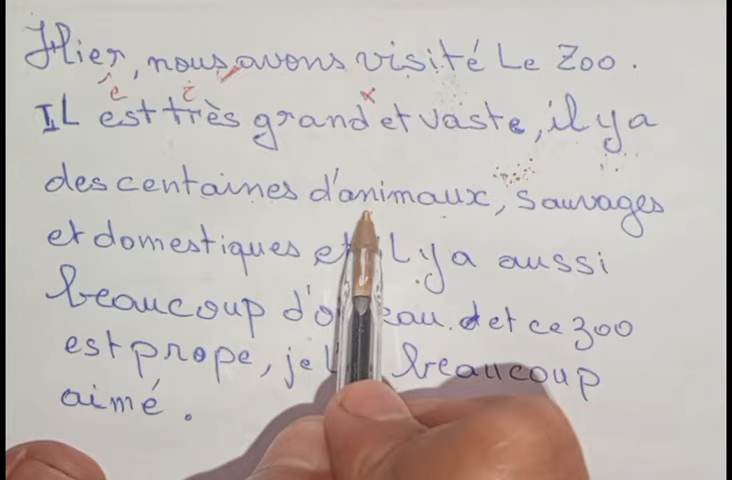 Hier, nous avons visité Le Zoo.
IL est très grand et vaste, il y a
des centaines d'animaux, sauvages
et domestiques et il y a aussi
beaucoup d' et ce zoo
est prope, je beaucoup
aimé.